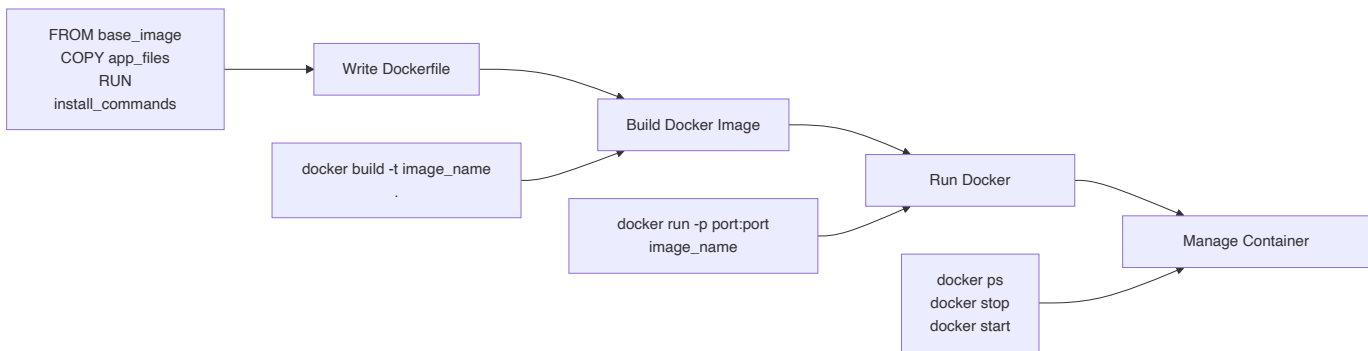 FROM base_image
COPY app_files
RUN
install_commands
Write Dockerfile
docker build -t image_name
.
Build Docker Image
docker run -p port:port
image_name
Run Docker
docker ps
docker stop
docker start
Manage Container